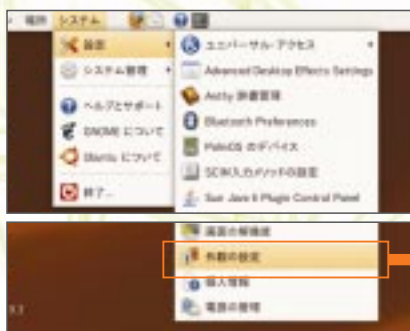 場所 システム
設定
システム管理
ヘルプとサポート
GNOME について
Ubuntu について
終了...
ユニバーサル・アクセス
Advanced Desktop Effects Settings
Anthy 辞書管理
Bluetooth Preferences
PalmOS のデバイス
SCIM入力メソッドの設定
Sun Java 6 Plugin Control Panel
画面の解像度
外観の設定
個人情報
電源の管理